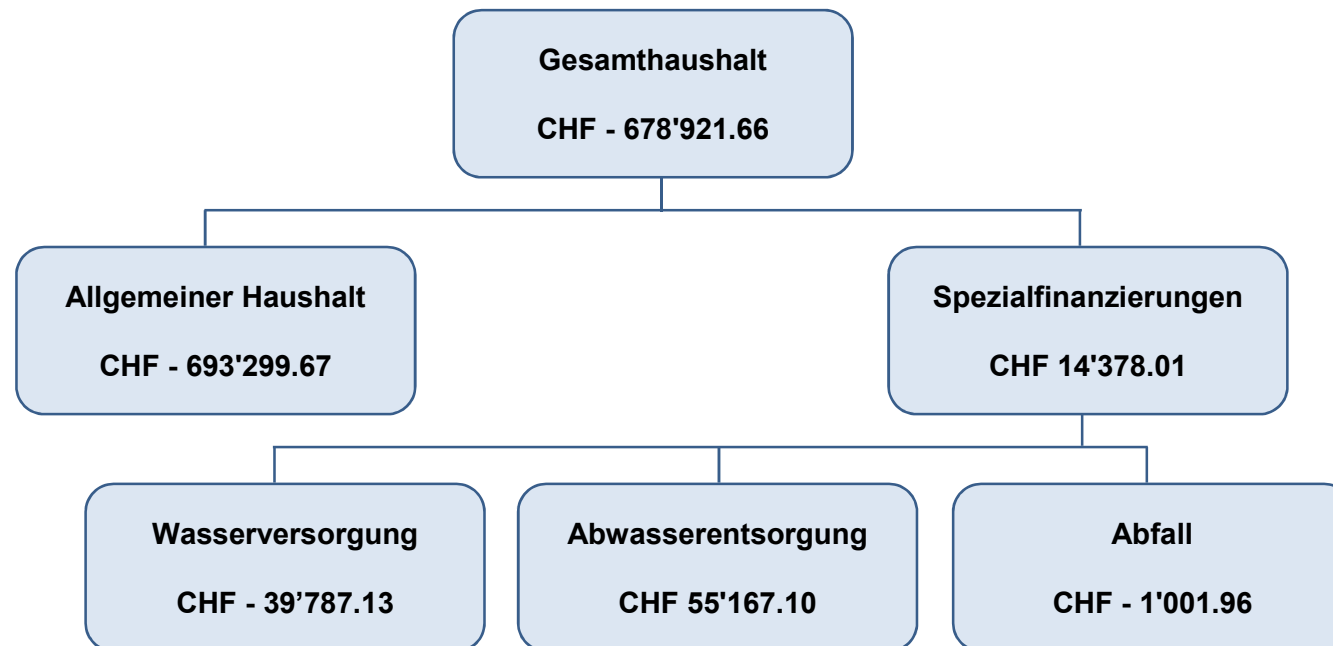 Gesamthaushalt
CHF - 678'921.66
Allgemeiner Haushalt
CHF - 693'299.67
Spezialfinanzierungen
CHF 14'378.01
Wasserversorgung
CHF - 39’787.13
Abwasserentsorgung
CHF 55'167.10
Abfall
CHF - 1'001.96